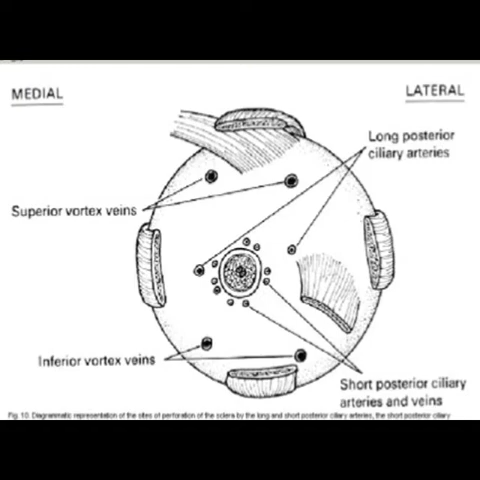 MEDIAL
LATERAL
Long posterior
ciliary arteries
Superior vortex veins
Inferior vortex veins
Short posterior ciliary
arteries and veins
Fig. 10. Diagrammatic representation of the sites of perforation of the sclera by the long and short posterior ciliary arteries, the short posterior ciliary